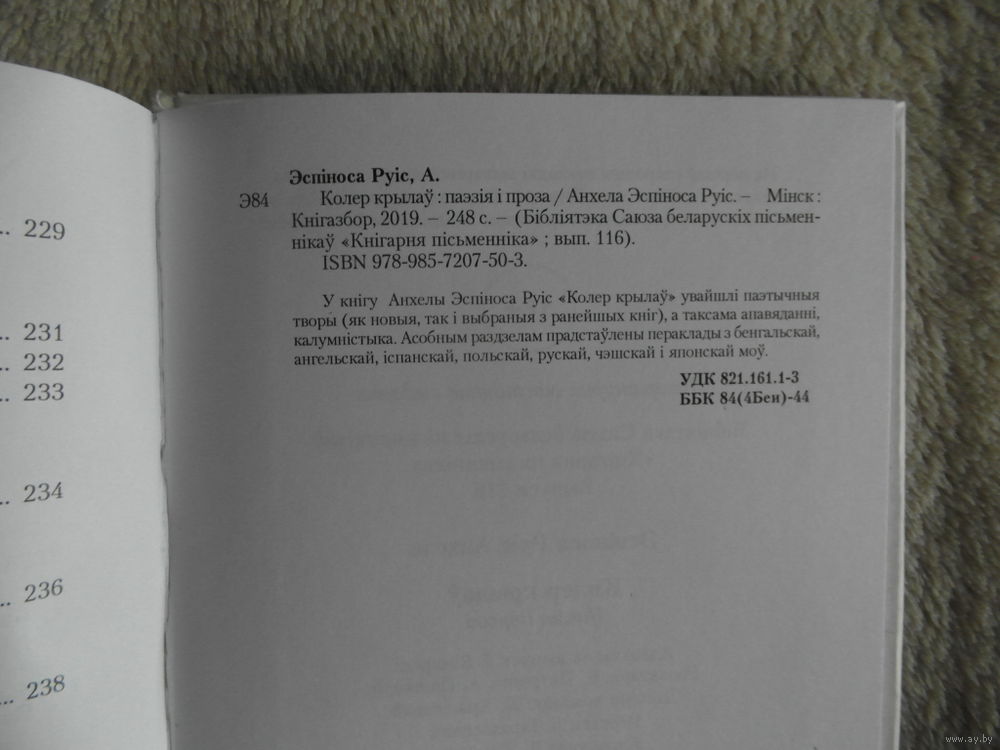 .. 229
.. 231
.. 232
.. 233
.. 234
.. 236
... 238
Эспіноса Руіс, А.
Э84 Колер крылаў : паэзія і проза / Анхела Эспіноса Руіс. – Мінск :
Кнігазбор, 2019. – 248 с. – (Бібліятэка Саюза беларускіх пісьмен-
нікаў «Кнігарня пісьменніка» ; вып. 116).
ISBN 978-985-7207-50-3.
У кнігу Анхелы Эспіноса Руіс «Колер крылаў» увайшлі паэтычныя
творы (як новыя, так і выбраныя з ранейшых кніг), а таксама апавяданні,
калумністыка. Асобным раздзелам прадстаўлены пераклады з бенгальскай,
ангельскай, іспанскай, польскай, рускай, чэшскай і японскай моў.
УДК 821.161.1-3
ББК 84(4Беи)-44
www.ay.by